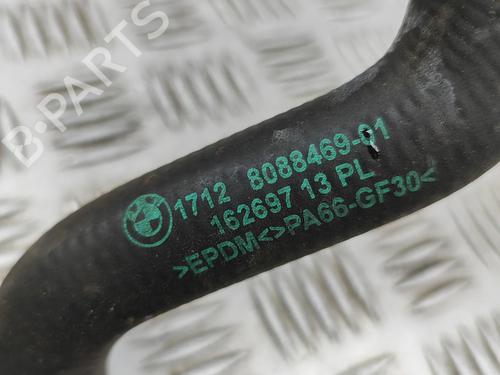 B-PARTS
1712 8088469-01
162697 13 PL
>EPDM<>PA66-GF30<